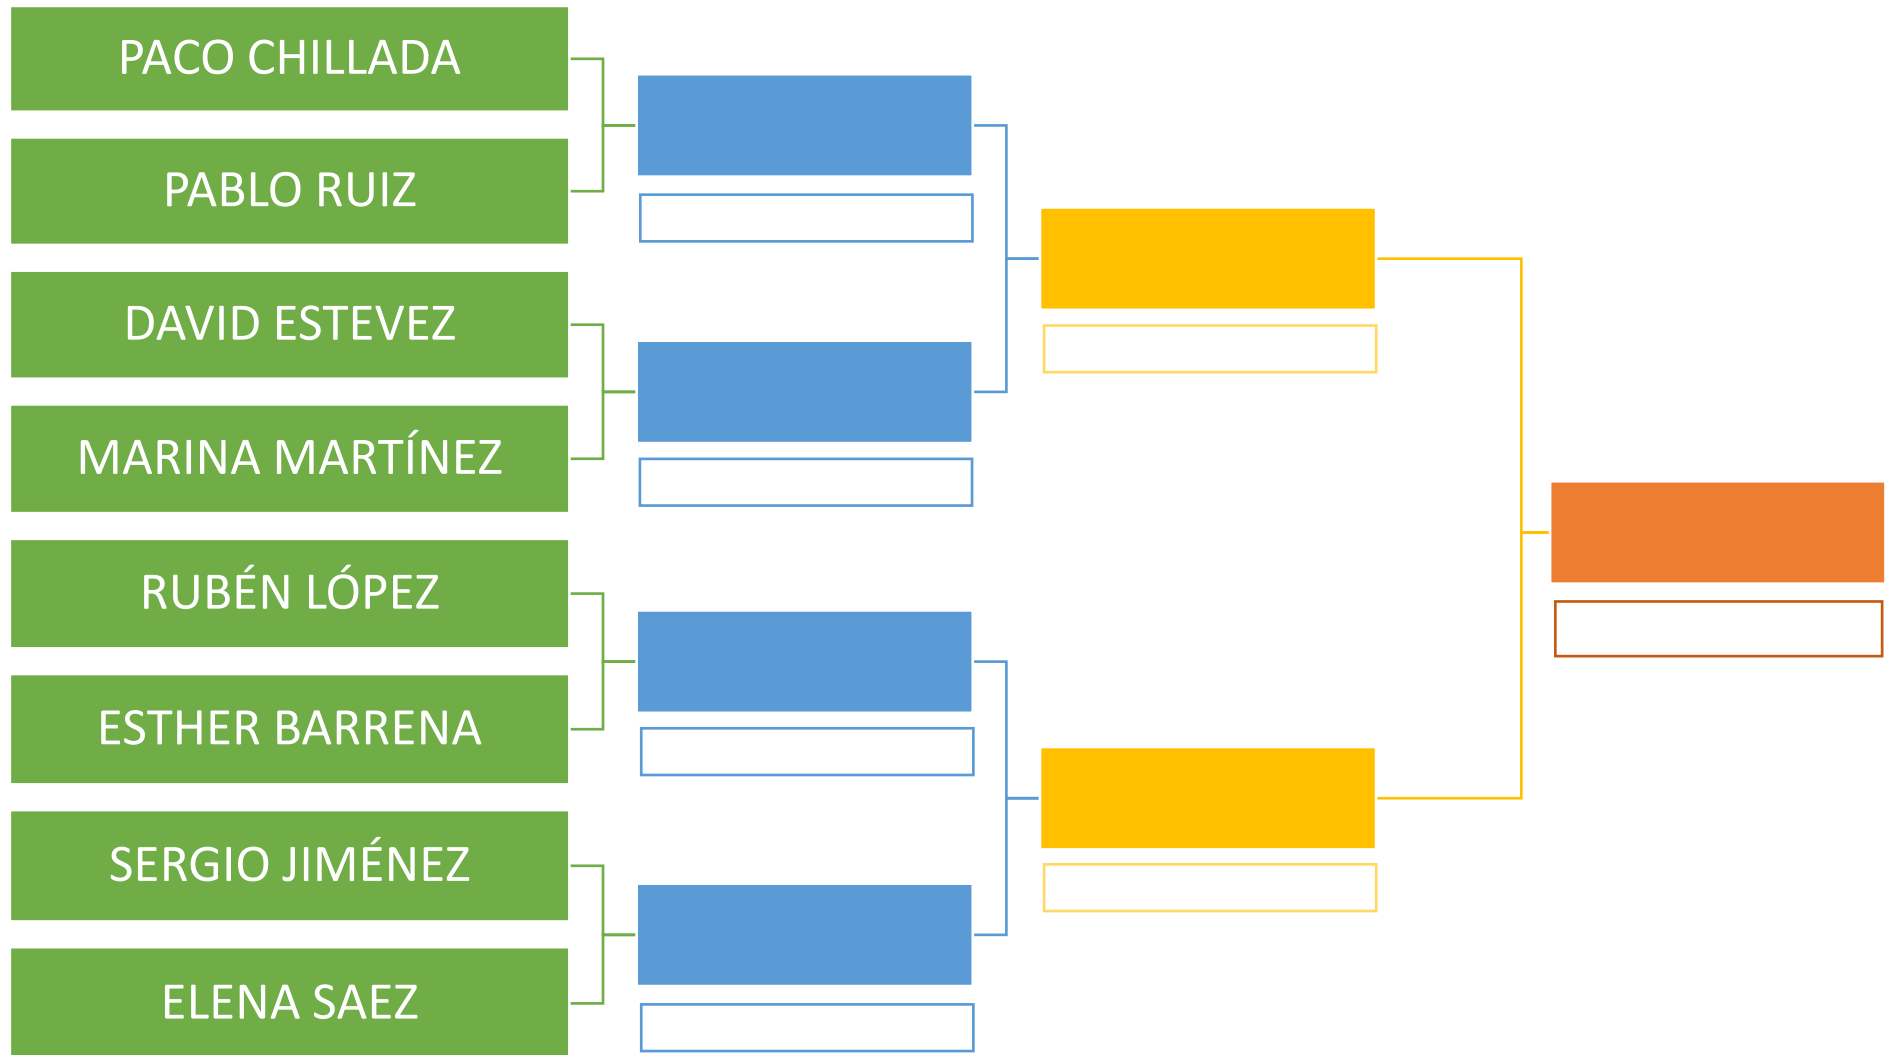 PACO CHILLADA
PABLO RUIZ
DAVID ESTEVEZ
MARINA MARTÍNEZ
RUBÉN LÓPEZ
ESTHER BARRENA
SERGIO JIMÉNEZ
ELENA SAEZ